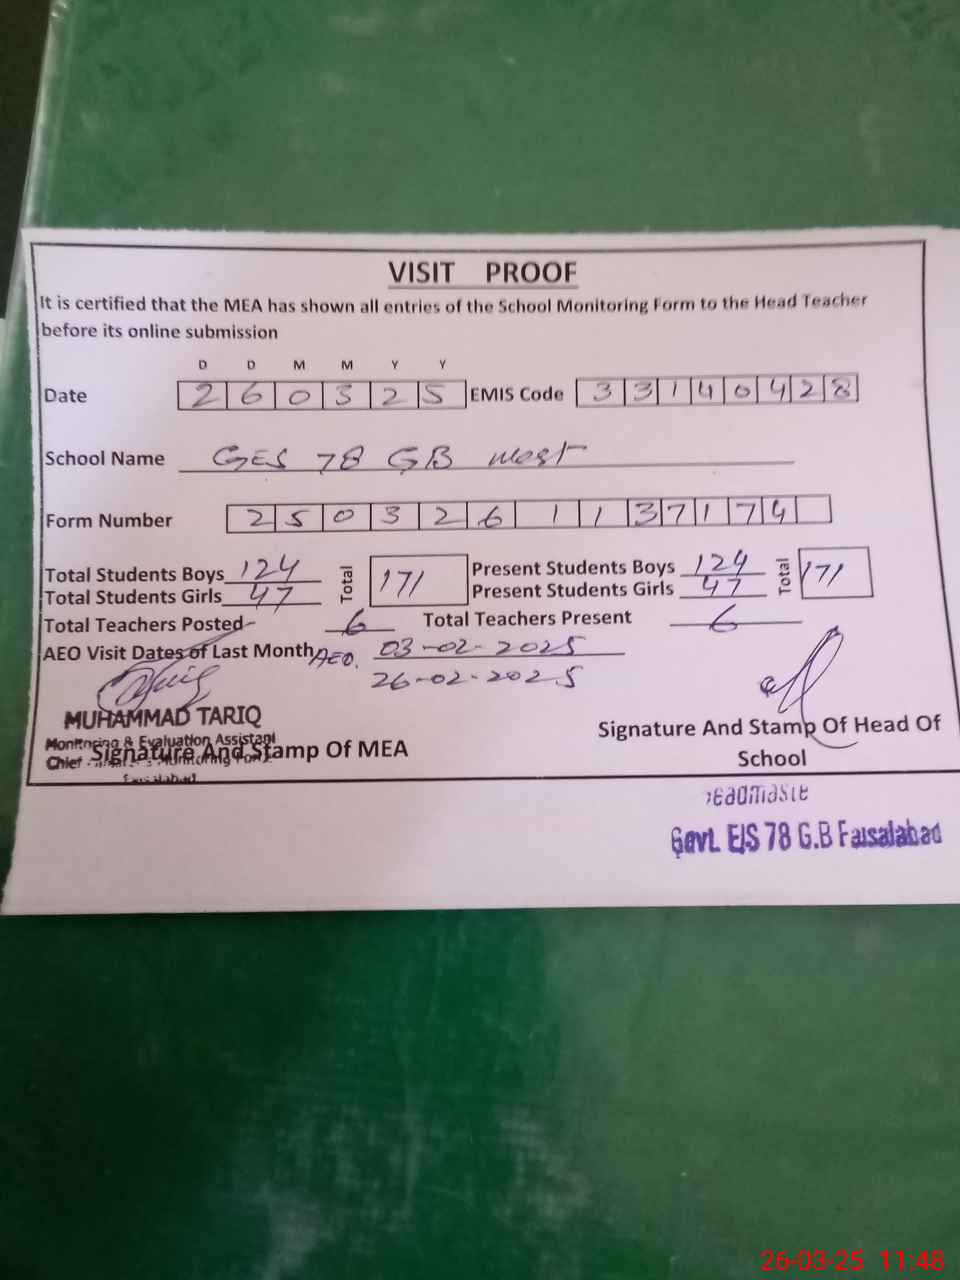 VISIT PROOF
It is certified that the MEA has shown all entries of the School Monitoring Form to the Head Teacher
before its online submission
D D M M Y Y
Date 2 6 0 3 2 5 EMIS Code 3 3 1 4 0 4 2 8
School Name GES 78 GB west
Form Number 2 5 0 3 2 6 1 1 3 7 1 7 4
Total Students Boys 124 Total 171 Present Students Boys 124 Total 171
Total Students Girls 47 Present Students Girls 47
Total Teachers Posted 6 Total Teachers Present 6
AEO Visit Dates of Last Month AEO. 03-02-2025
26-02-2025
MUHAMMAD TARIQ
Monitoring & Evaluation Assistant
Signature And Stamp Of MEA
Chief
Faisalabad
Signature And Stamp Of Head Of
School
Govt. E/S 78 G.B Faisalabad
26-03-25 11:48